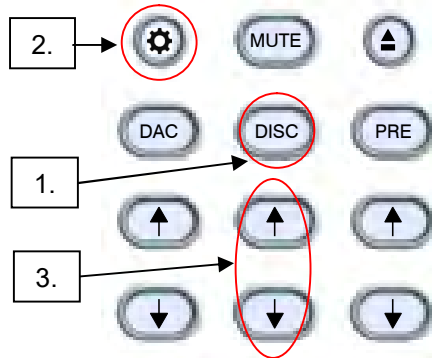 2.
MUTE
DAC
DISC
PRE
1.
3.